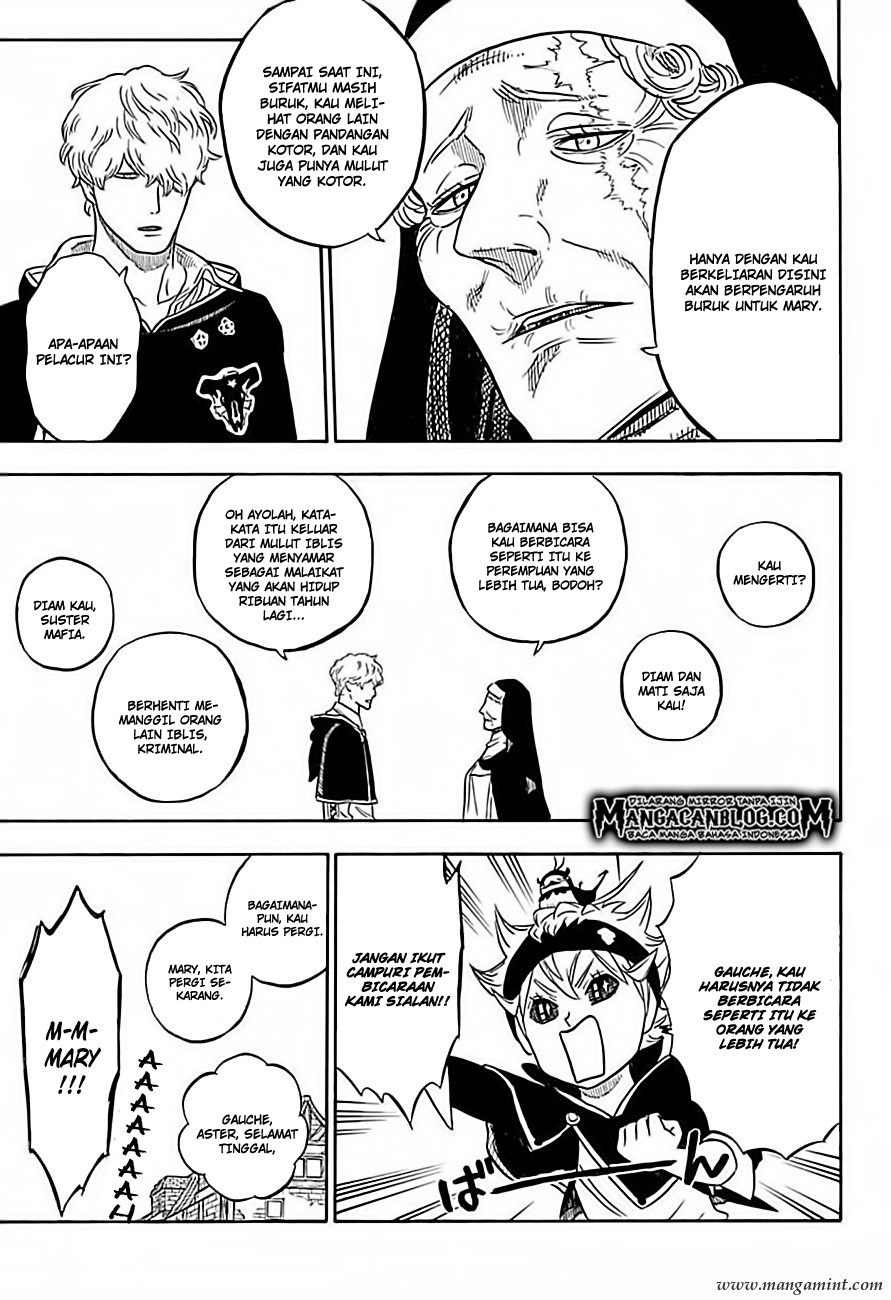 HANYA DENGAN KAU
BERKELIARAN DISINI
AKAN BERPENGARUH
BURUK UNTUK MARY.
SAMPAI SAAT INI,
SIFATMU MASIH
BURUK, KAU MELI-
HAT ORANG LAIN
DENGAN PANDANGAN
KOTOR, DAN KAU
JUGA PUNYA MULUT
YANG KOTOR.
APA-APAAN
PELACUR INI?
KAU
MENGERTI?
DIAM DAN
MATI SAJA
KAU!
BAGAIMANA BISA
KAU BERBICARA
SEPERTI ITU KE
PEREMPUAN YANG
LEBIH TUA, BODOH?
OH AYOLAH, KATA-
KATA ITU KELUAR
DARI MULUT IBLIS
YANG MENYAMAR
SEBAGAI MALAIKAT
YANG AKAN HIDUP
RIBUAN TAHUN
LAGI...
BERHENTI ME-
MANGGIL ORANG
LAIN IBLIS,
KRIMINAL.
DIAM KAU,
SUSTER
MAFIA.
DILARANG MIRROR TANPA IJIN
MANGACANBLOG.COM
BACA MANGA BAHASA INDONESIA
GAUCHE, KAU
HARUSNYA TIDAK
BERBICARA
SEPERTI ITU KE
ORANG YANG
LEBIH TUA!
JANGAN IKUT
CAMPURI PEM-
BICARAAN
KAMI SIALAN!!
ばーん
BAGAIMANA-
PUN, KAU
HARUS PERGI.
MARY, KITA
PERGI SE-
KARANG.
GAUCHE,
ASTER, SELAMAT
TINGGAL,
M-M-
MARY
!!!
AAAAAAAH
www.mangamint.com